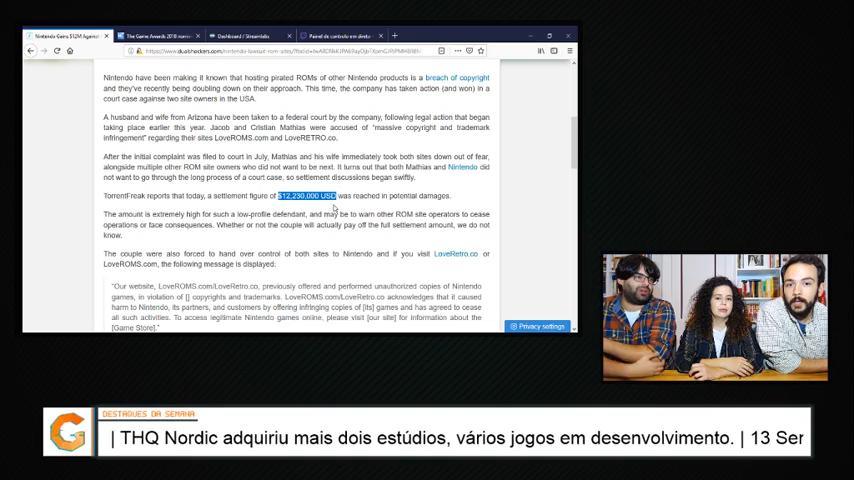 Nintendo Gains $12M Against
The Game Awards 2018 nomi
Dashboard / Streamlabs
Painel de controlo em direto -
Nintendo have been making it known that hosting pirated ROMs of other Nintendo products is a breach of copyright
and they've recently being doubling down on their approach. This time, the company has taken action (and won) in a
court case against two site owners in the USA.
A husband and wife from Arizona have been taken to a federal court by the company, following legal action that began
taking place earlier this year. Jacob and Cristian Mathias were accused of "massive copyright and trademark
infringement" regarding their sites LoveROMS.com and LoveRETRO.co.
After the initial complaint was filed to court in July, Mathias and his wife immediately took both sites down out of fear,
alongside multiple other ROM site owners who did not want to be next. It turns out that both Mathias and Nintendo did
not want to go through the long process of a court case, so settlement discussions began swiftly.
TorrentFreak reports that today, a settlement figure of $12,230,000 USD was reached in potential damages.
The amount is extremely high for such a low-profile defendant, and may be to warn other ROM site operators to cease
operations or face consequences. Whether or not the couple will actually pay off the full settlement amount, we do not
know.
The couple were also forced to hand over control of both sites to Nintendo and if you visit LoveRetro.co or
LoveROMS.com, the following message is displayed:
"Our website, LoveROMS.com/LoveRetro.co, previously offered and performed unauthorized copies of Nintendo
games, in violation of [] copyrights and trademarks. LoveROMS.com/LoveRetro.co acknowledges that it caused
harm to Nintendo, its partners, and customers by offering infringing copies of [its] games and has agreed to cease
all such activities. To access legitimate Nintendo games online, please visit [our site] for information about the
[Game Store]."
Privacy settings
DESTAQUES DA SEMANA
| THQ Nordic adquiriu mais dois estúdios, vários jogos em desenvolvimento. | 13 Ser